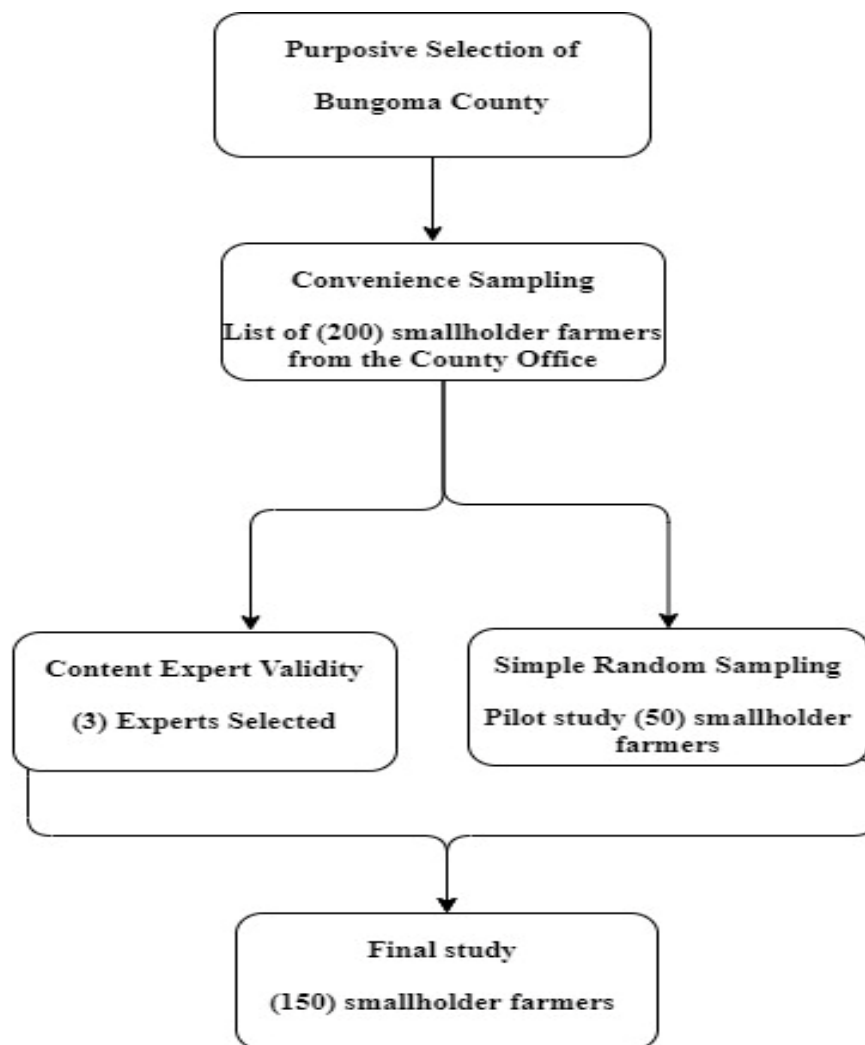 Purposive Selection of
Bungoma County
Convenience Sampling
List of (200) smallholder farmers
from the County Office
Content Expert Validity
(3) Experts Selected
Simple Random Sampling
Pilot study (50) smallholder
farmers
Final study
(150) smallholder farmers